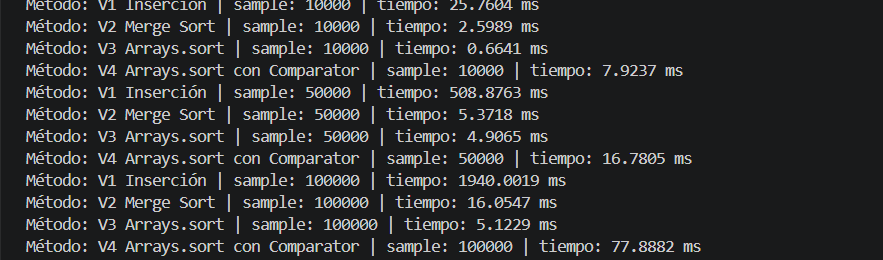 Método: V1 Inserción | sample: 10000 | tiempo: 25.7604 ms
Método: V2 Merge Sort | sample: 10000 | tiempo: 2.5989 ms
Método: V3 Arrays.sort | sample: 10000 | tiempo: 0.6641 ms
Método: V4 Arrays.sort con Comparator | sample: 10000 | tiempo: 7.9237 ms
Método: V1 Inserción | sample: 50000 | tiempo: 508.8763 ms
Método: V2 Merge Sort | sample: 50000 | tiempo: 5.3718 ms
Método: V3 Arrays.sort | sample: 50000 | tiempo: 4.9065 ms
Método: V4 Arrays.sort con Comparator | sample: 50000 | tiempo: 16.7805 ms
Método: V1 Inserción | sample: 100000 | tiempo: 1940.0019 ms
Método: V2 Merge Sort | sample: 100000 | tiempo: 16.0547 ms
Método: V3 Arrays.sort | sample: 100000 | tiempo: 5.1229 ms
Método: V4 Arrays.sort con Comparator | sample: 100000 | tiempo: 77.8882 ms